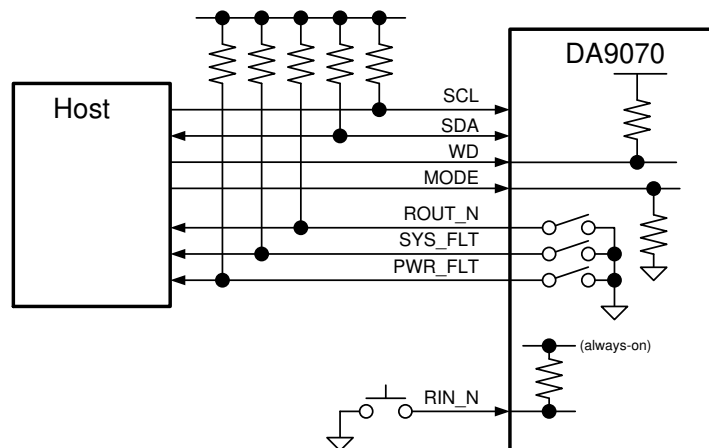 DA9070
Host
SCL
SDA
WD
MODE
ROUT_N
SYS_FLT
PWR_FLT
(always-on)
RIN_N